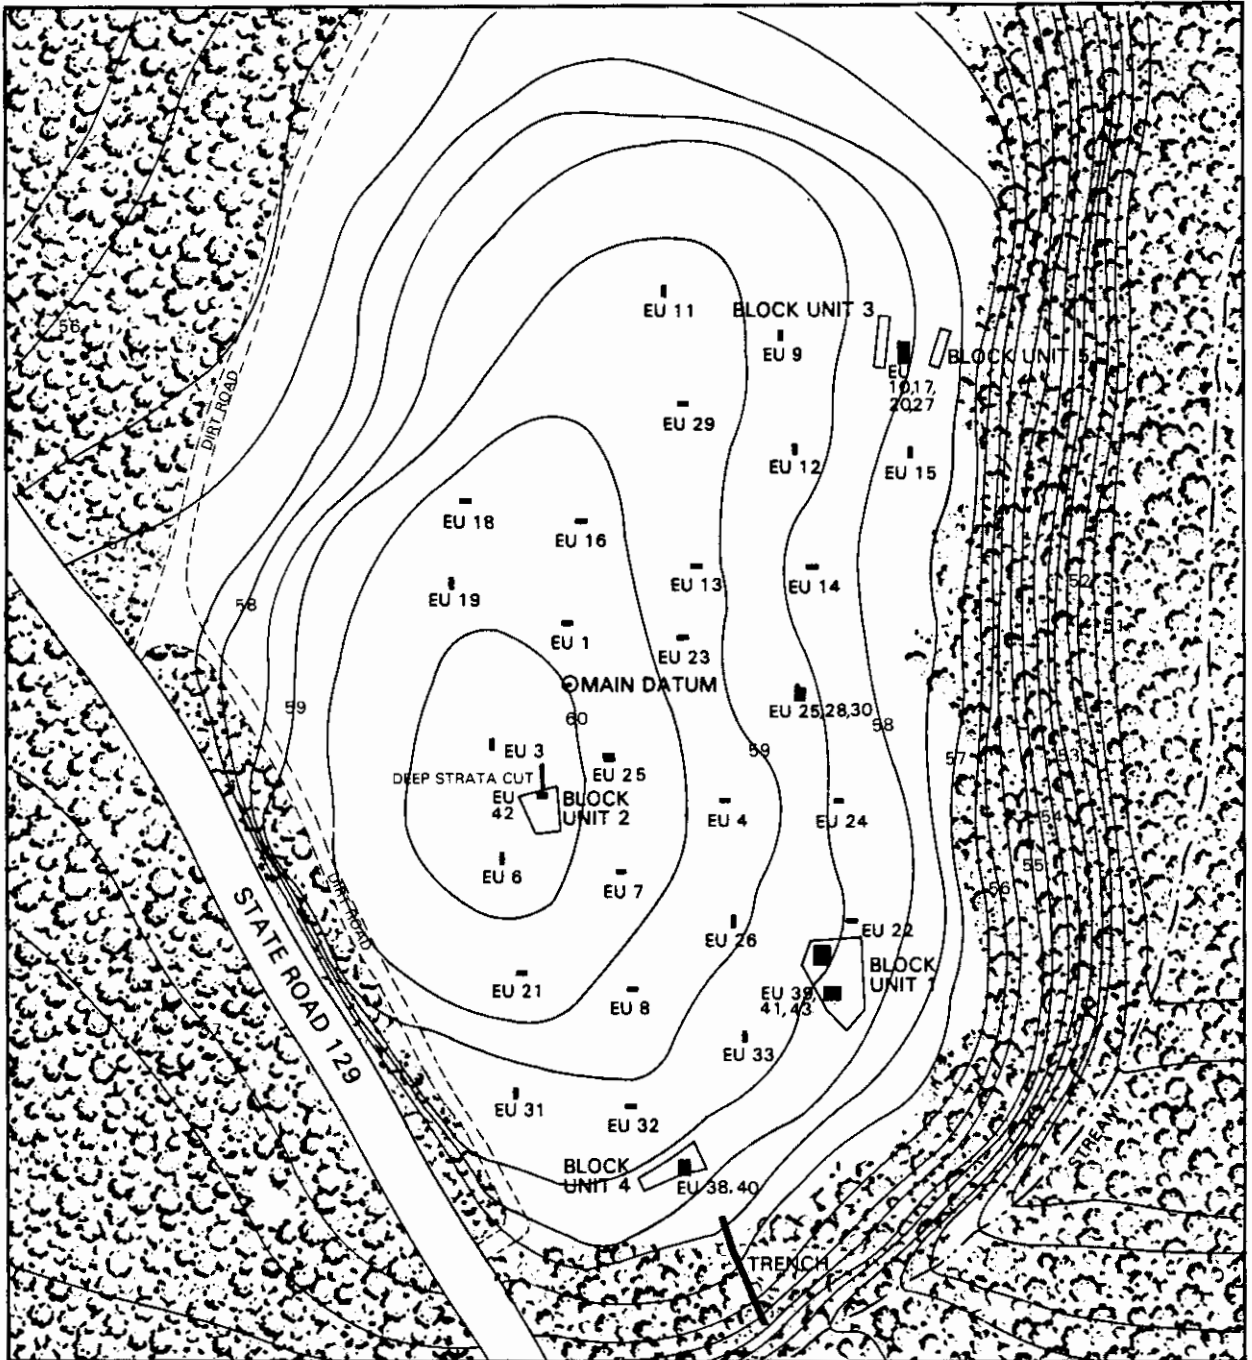 EU 11
BLOCK UNIT 3
56
EU 9
BLOCK UNIT 5
EU
10,17,
20,27
DIRT ROAD
EU 29
EU 12
EU 15
EU 18
EU 16
EU 13
EU 14
52
EU 19
58
51
EU 1
EU 23
MAIN DATUM
59
60
EU 25,28,30
58
EU 3
59
57
53
DEEP STRATA CUT
EU 25
EU
42
BLOCK
UNIT 2
EU 4
EU 24
54
55
EU 6
EU 7
56
STATE ROAD 129
DIRT ROAD
EU 26
EU 22
BLOCK
UNIT 1
EU 21
EU 8
EU 39,
41,43
EU 33
EU 31
EU 32
STREAM
BLOCK
UNIT 4
EU 38,40
TRENCH